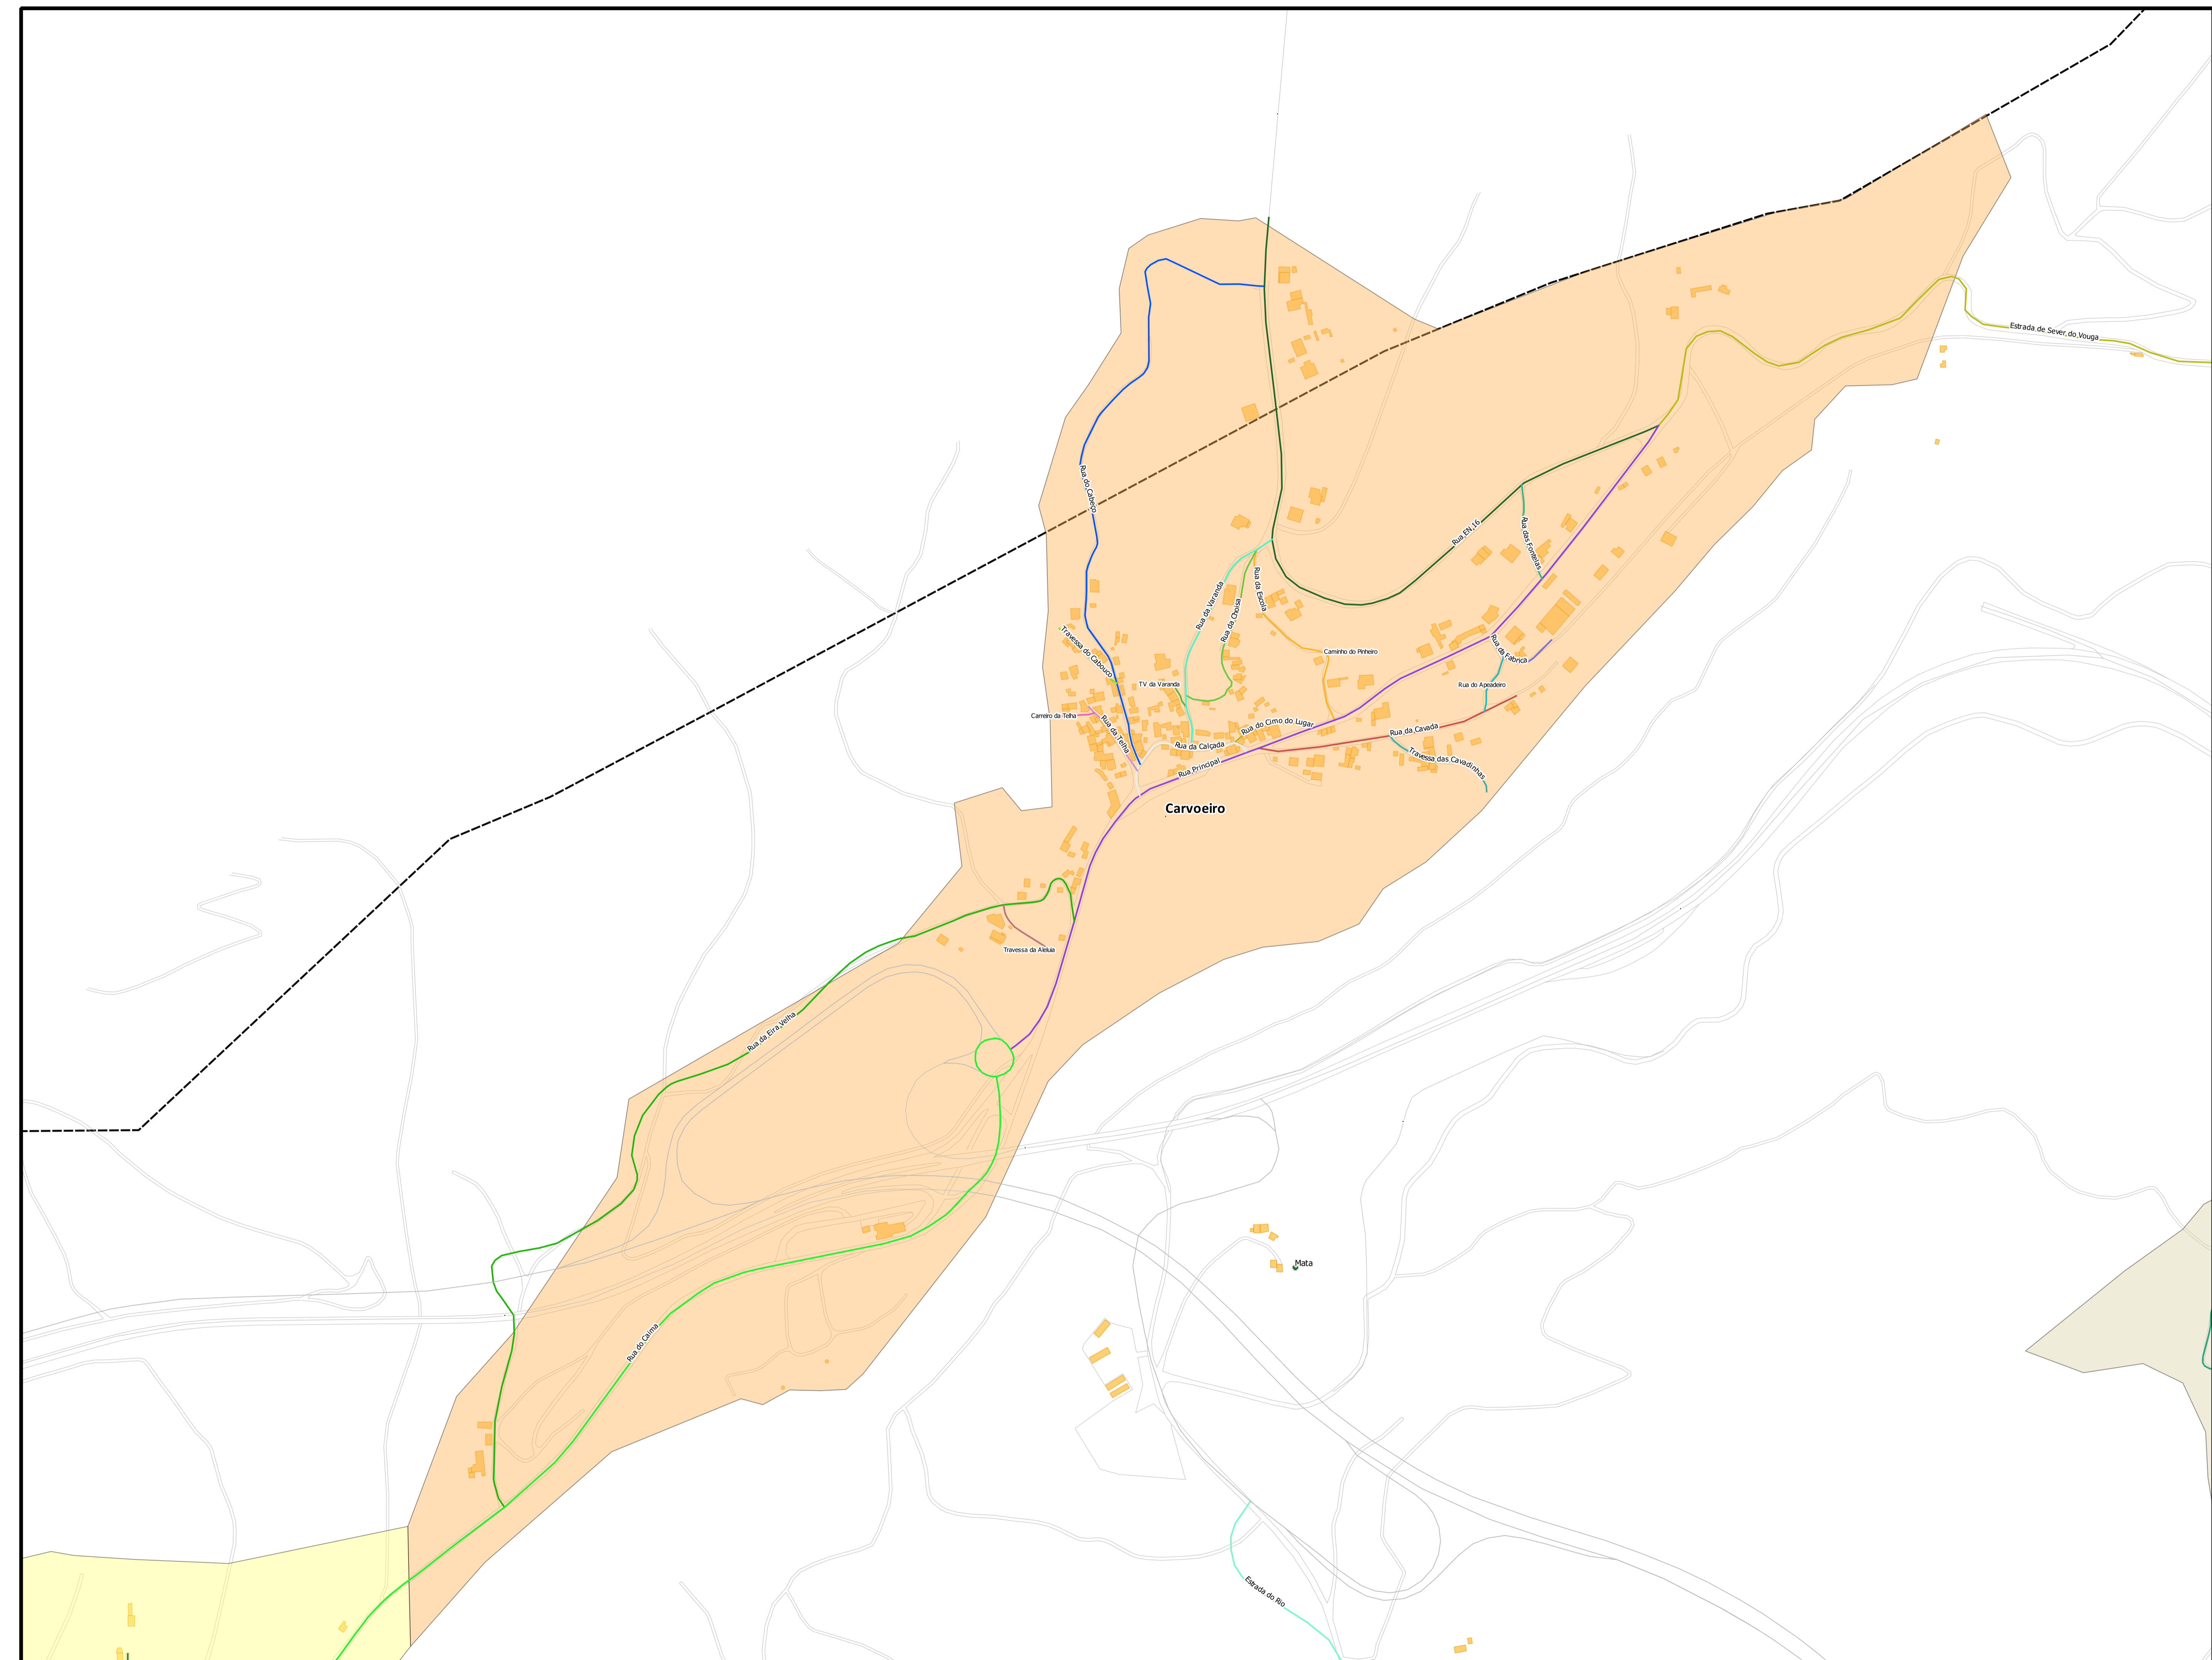 Estrada de Sever do Vouga
Rua do Cabeço
Rua EN 16
Rua das Fontelas
Rua da Varanda
Rua da Choisa
Rua da Escola
Travessa do Cabouco
Rua da Fábrica
Caminho do Pinheiro
TV da Varanda
Rua do Apeadeiro
Carreiro da Telha
Rua da Telha
Rua do Cimo do Lugar
Rua da Cavada
Rua da Calçada
Rua Principal
Travessa das Cavadinhas
Carvoeiro
Travessa da Aleluia
Rua da Eira Velha
Mata
Rua do Caima
Estrada do Rio